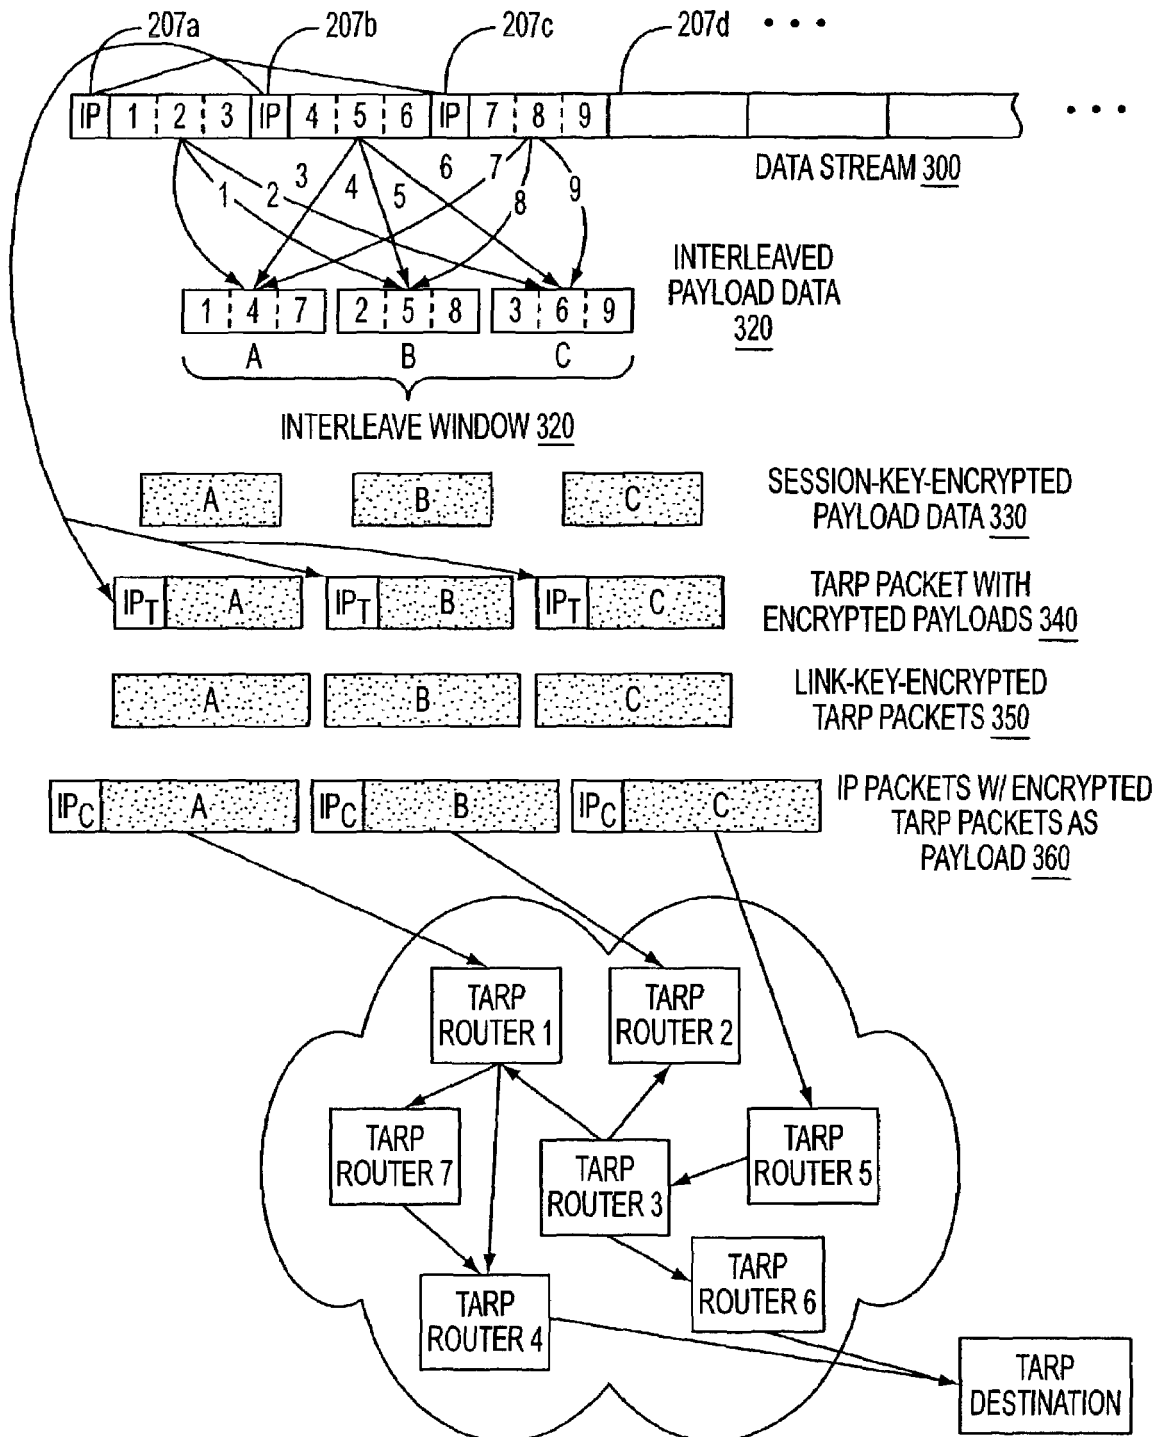 207a 207b 207c 207d • • •
IP 1 2 3 IP 4 5 6 IP 7 8 9 • • •
DATA STREAM 300
1 2 3 4 5 6 7 8 9
INTERLEAVED
PAYLOAD DATA
320
1 4 7 2 5 8 3 6 9
A B C
INTERLEAVE WINDOW 320
A B C
SESSION-KEY-ENCRYPTED
PAYLOAD DATA 330
IPT A IPT B IPT C
TARP PACKET WITH
ENCRYPTED PAYLOADS 340
A B C
LINK-KEY-ENCRYPTED
TARP PACKETS 350
IPC A IPC B IPC C
IP PACKETS W/ ENCRYPTED
TARP PACKETS AS
PAYLOAD 360
TARP
ROUTER 1
TARP
ROUTER 2
TARP
ROUTER 7
TARP
ROUTER 3
TARP
ROUTER 5
TARP
ROUTER 4
TARP
ROUTER 6
TARP
DESTINATION